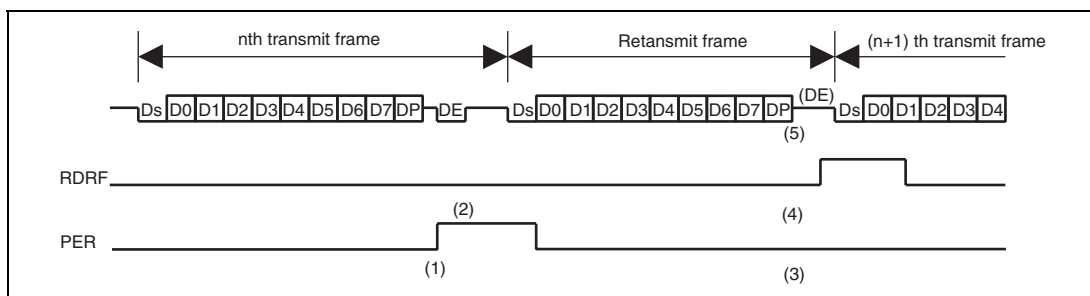 nth transmit frame Retansmit frame (n+1) th transmit frame
Ds D0 D1 D2 D3 D4 D5 D6 D7 DP DE Ds D0 D1 D2 D3 D4 D5 D6 D7 DP (DE) Ds D0 D1 D2 D3 D4
(5)
RDRF
(2) (4)
PER
(1) (3)